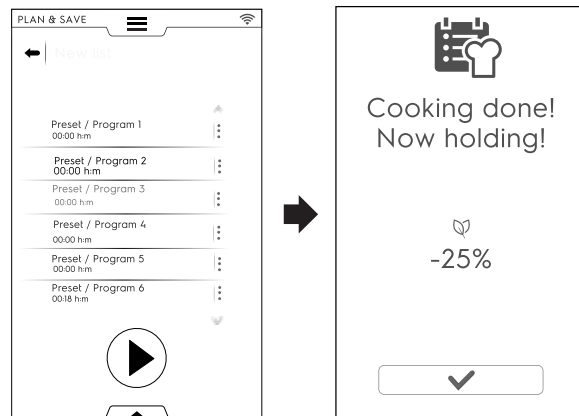 PLAN & SAVE
New list
Preset / Program 1
00:00 h:m
Preset / Program 2
00:00 h:m
Preset / Program 3
00:00 h:m
Preset / Program 4
00:00 h:m
Preset / Program 5
00:00 h:m
Preset / Program 6
00:18 h:m
Cooking done!
Now holding!
-25%